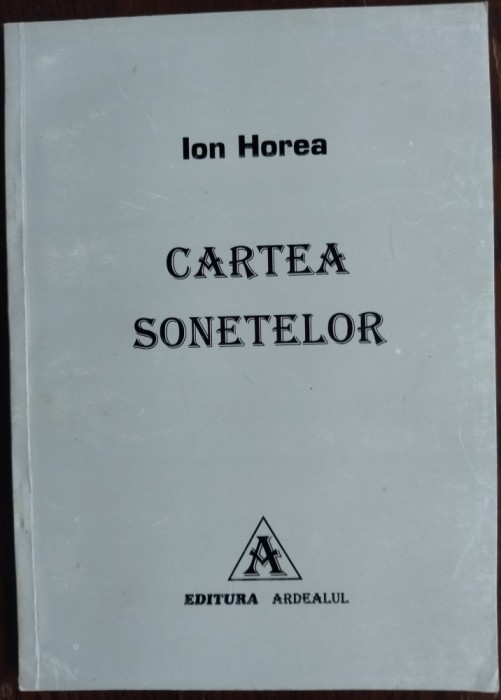 Ion Horea
CARTEA
SONETELOR
A
EDITURA ARDEALUL